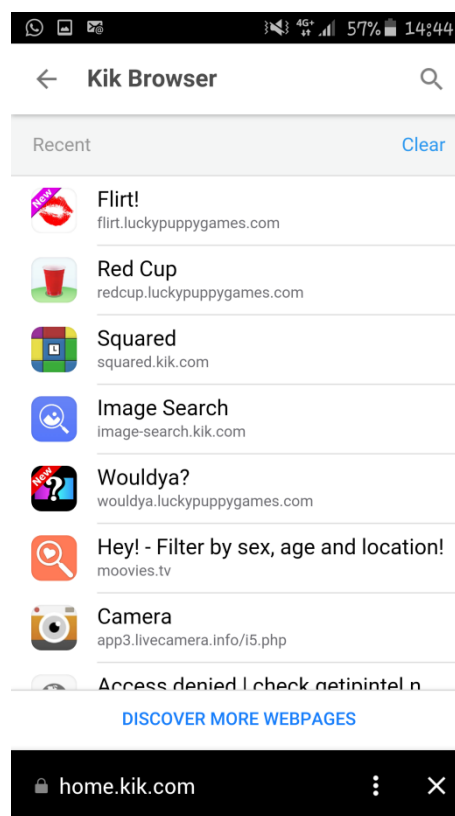 4G+ 57% 14:44
Kik Browser
Recent Clear
New
Flirt!
flirt.luckypuppygames.com
Red Cup
redcup.luckypuppygames.com
Squared
squared.kik.com
Image Search
image-search.kik.com
New
Wouldya?
wouldya.luckypuppygames.com
Hey! - Filter by sex, age and location!
moovies.tv
Camera
app3.livecamera.info/i5.php
Access denied | check getipintel.n
DISCOVER MORE WEBPAGES
home.kik.com